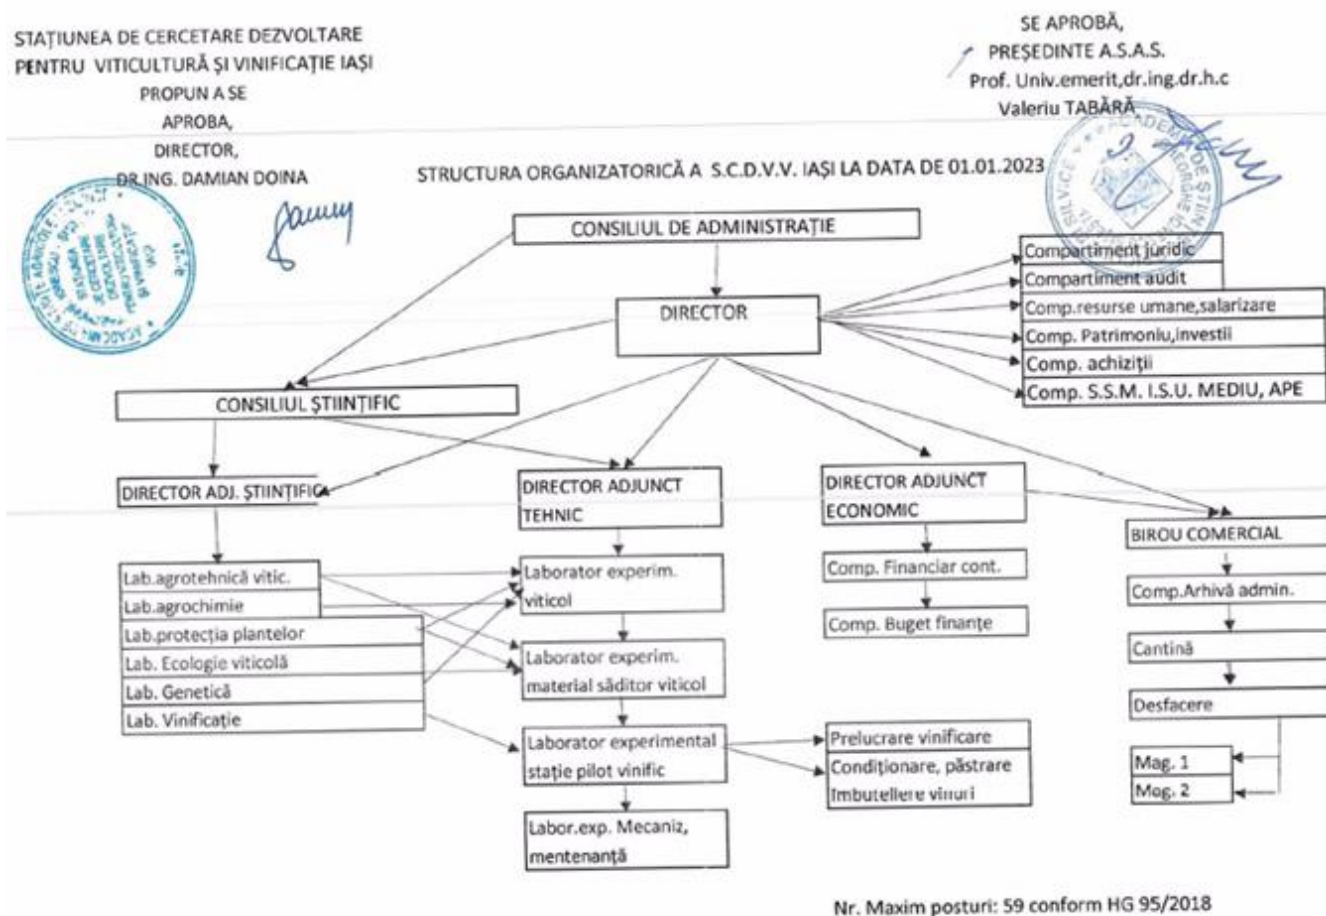 STAȚIUNEA DE CERCETARE DEZVOLTARE
PENTRU VITICULTURĂ ȘI VINIFICAȚIE IAȘI
PROPUN A SE
APROBA,
DIRECTOR,
DR.ING. DAMIAN DOINA
SE APROBĂ,
PREȘEDINTE A.S.A.S.
Prof. Univ.emerit,dr.ing.dr.h.c
Valeriu TABĂRĂ
STRUCTURA ORGANIZATORICĂ A S.C.D.V.V. IAȘI LA DATA DE 01.01.2023
CONSILIUL DE ADMINISTRAȚIE
DIRECTOR
Compartiment juridic
Compartiment audit
Comp.resurse umane,salarizare
Comp. Patrimoniu,investii
Comp. achiziții
Comp. S.S.M. I.S.U. MEDIU, APE
CONSILIUL ȘTIINȚIFIC
DIRECTOR ADJ. ȘTIINȚIFIC
DIRECTOR ADJUNCT
TEHNIC
DIRECTOR ADJUNCT
ECONOMIC
BIROU COMERCIAL
Lab.agrotehnică vitic.
Lab.agrochimie
Lab.protecția plantelor
Lab. Ecologie viticolă
Lab. Genetică
Lab. Vinificație
Laborator experim.
viticol
Laborator experim.
material săditor viticol
Laborator experimental
stație pilot vinific
Labor.exp. Mecaniz,
mentenanță
Comp. Financiar cont.
Comp. Buget finanțe
Prelucrare vinificare
Condiționare, păstrare
Imbutellere vinuri
Comp.Arhivă admin.
Cantină
Desfacere
Mag. 1
Mag. 2
Nr. Maxim posturi: 59 conform HG 95/2018